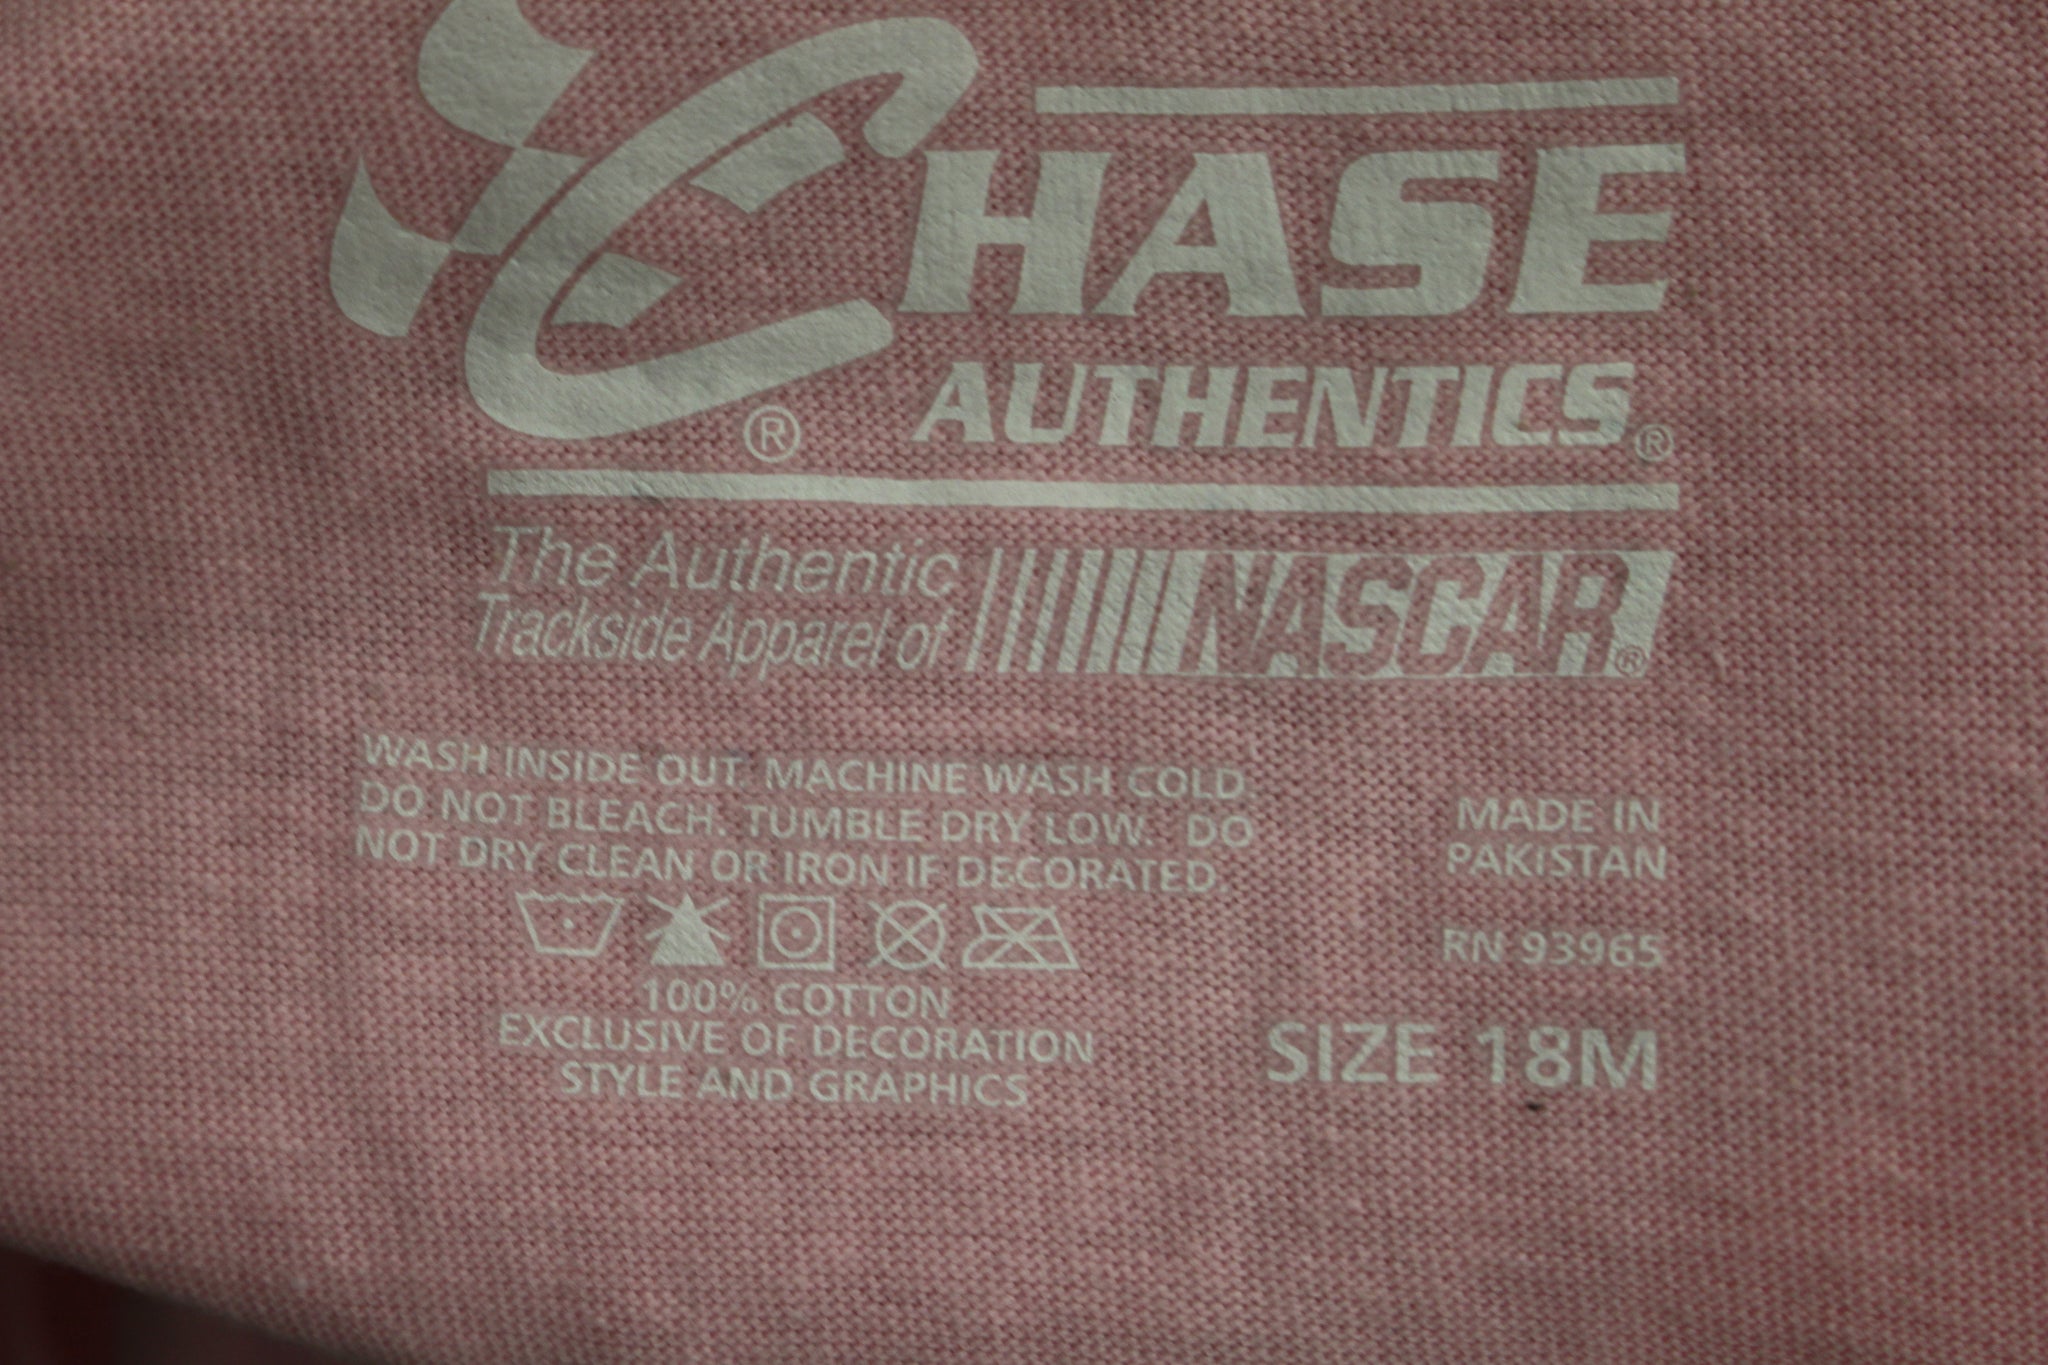 CHASE
AUTHENTICS®
®
The Authentic
Trackside Apparel of
NASCAR®
WASH INSIDE OUT. MACHINE WASH COLD.
DO NOT BLEACH. TUMBLE DRY LOW. DO
NOT DRY CLEAN OR IRON IF DECORATED.
100% COTTON
EXCLUSIVE OF DECORATION
STYLE AND GRAPHICS
MADE IN
PAKISTAN
RN 93965
SIZE 18M